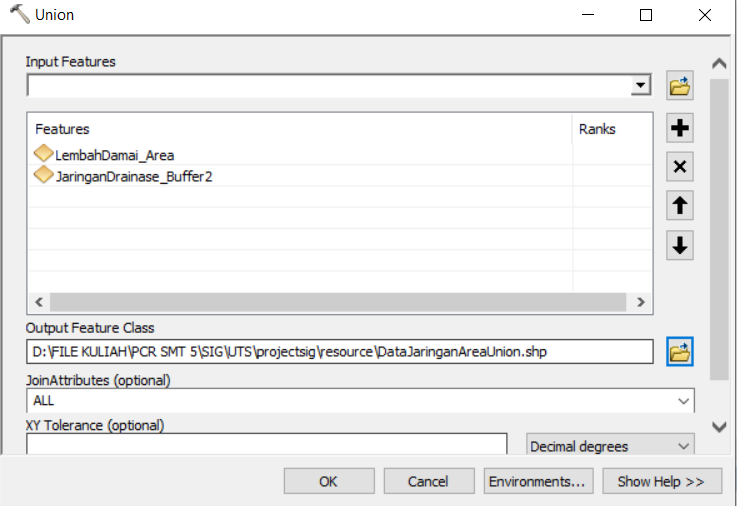 Union
Input Features
Features Ranks
LembahDamai_Area
JaringanDrainase_Buffer2
Output Feature Class
D:\FILE KULIAH\PCR SMT 5\SIG\UTS\projectsig\resource\DataJaringanAreaUnion.shp
JoinAttributes (optional)
ALL
XY Tolerance (optional)
Decimal degrees
OK Cancel Environments... Show Help >>